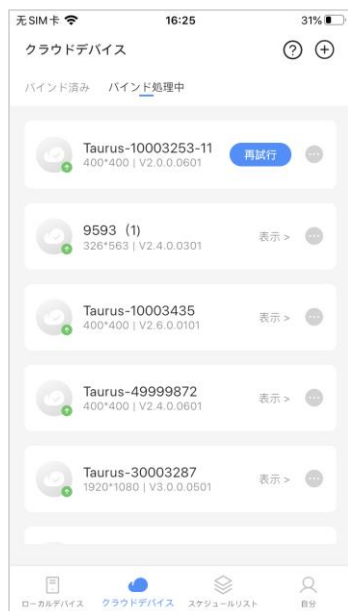 无SIM卡 16:25 31%
クラウドデバイス
バインド済み バインド処理中
Taurus-10003253-11
400*400 | V2.0.0.0601
再試行
9593（1）
326*563 | V2.4.0.0301
表示 >
Taurus-10003435
400*400 | V2.6.0.0101
表示 >
Taurus-49999872
400*400 | V2.4.0.0601
表示 >
Taurus-30003287
1920*1080 | V3.0.0.0501
表示 >
ローカルデバイス クラウドデバイス スケジュールリスト 自分